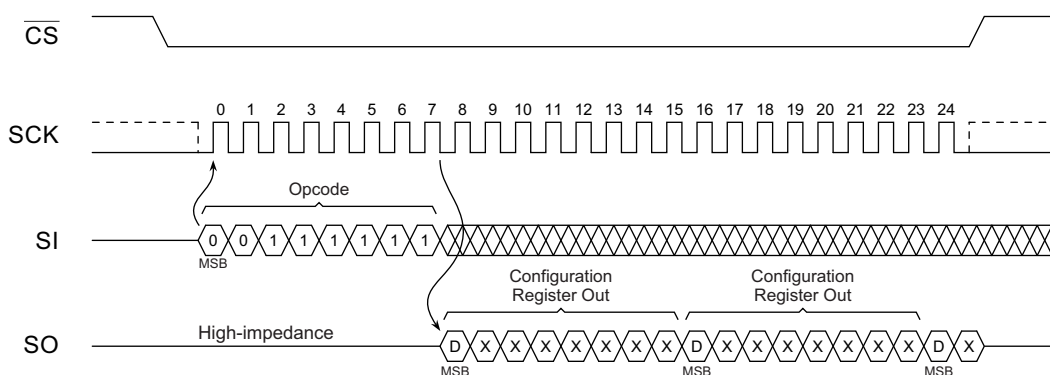 CS
0 1 2 3 4 5 6 7 8 9 10 11 12 13 14 15 16 17 18 19 20 21 22 23 24
SCK
Opcode
SI 0 0 1 1 1 1 1 1
MSB
Configuration
Register Out
Configuration
Register Out
High-impedance
SO D X X X X X X X D X X X X X X X D X
MSB MSB MSB